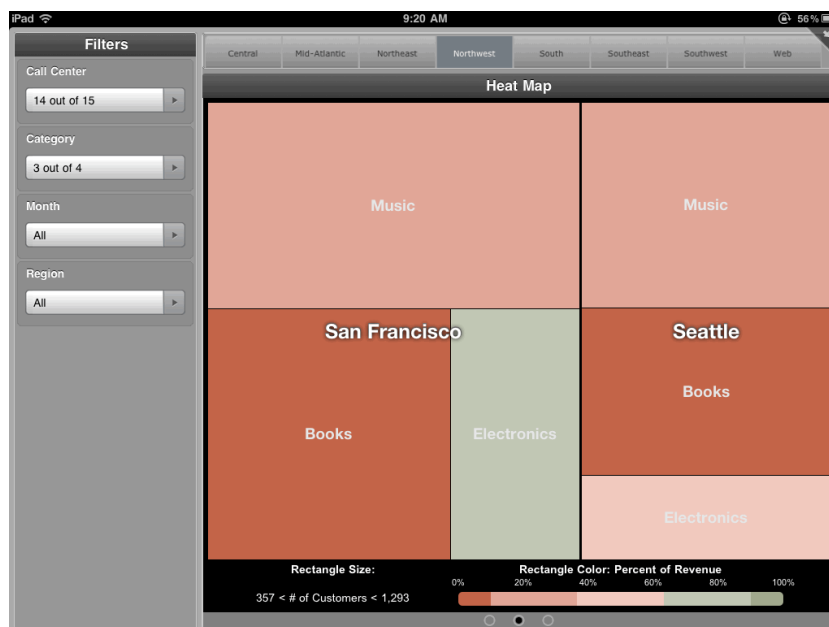 iPad 9:20 AM 56%
Filters
Call Center
14 out of 15
Category
3 out of 4
Month
All
Region
All
Central Mid-Atlantic Northeast Northwest South Southeast Southwest Web
Heat Map
Music Music
San Francisco Seattle
Books
Books Electronics
Electronics
Rectangle Size: Rectangle Color: Percent of Revenue
0% 20% 40% 60% 80% 100%
357 < # of Customers < 1,293